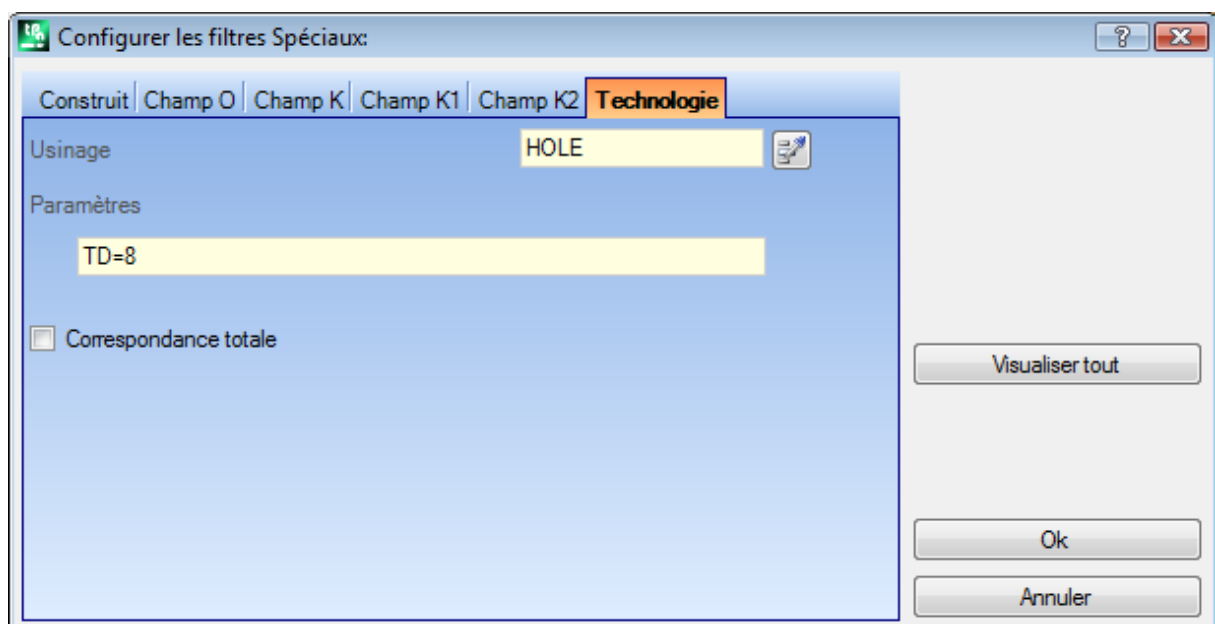 Configurer les filtres Spéciaux:
Construit Champ O Champ K Champ K1 Champ K2 Technologie
Usinage HOLE
Paramètres
TD=8
Correspondance totale
Visualiser tout
Ok
Annuler